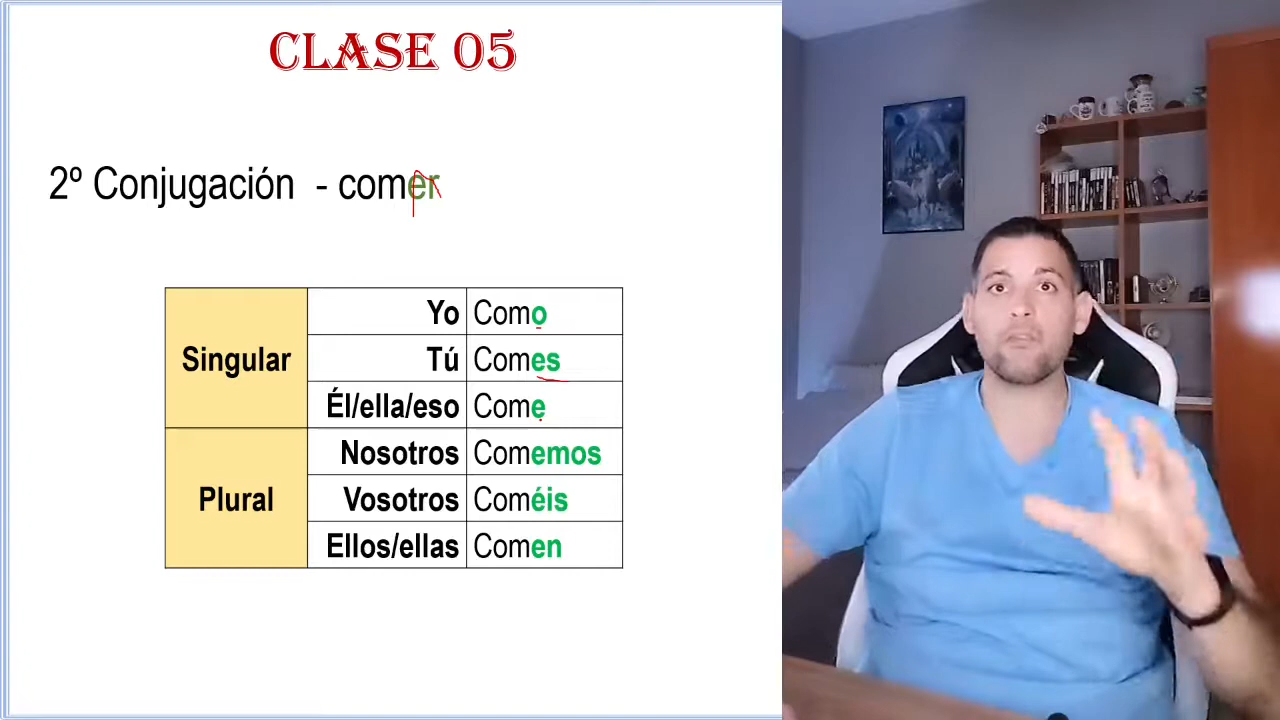 CLASE 05
2º Conjugación - comer
Singular
Yo Como
Tú Comes
Él/ella/eso Come
Plural
Nosotros Comemos
Vosotros Coméis
Ellos/ellas Comen